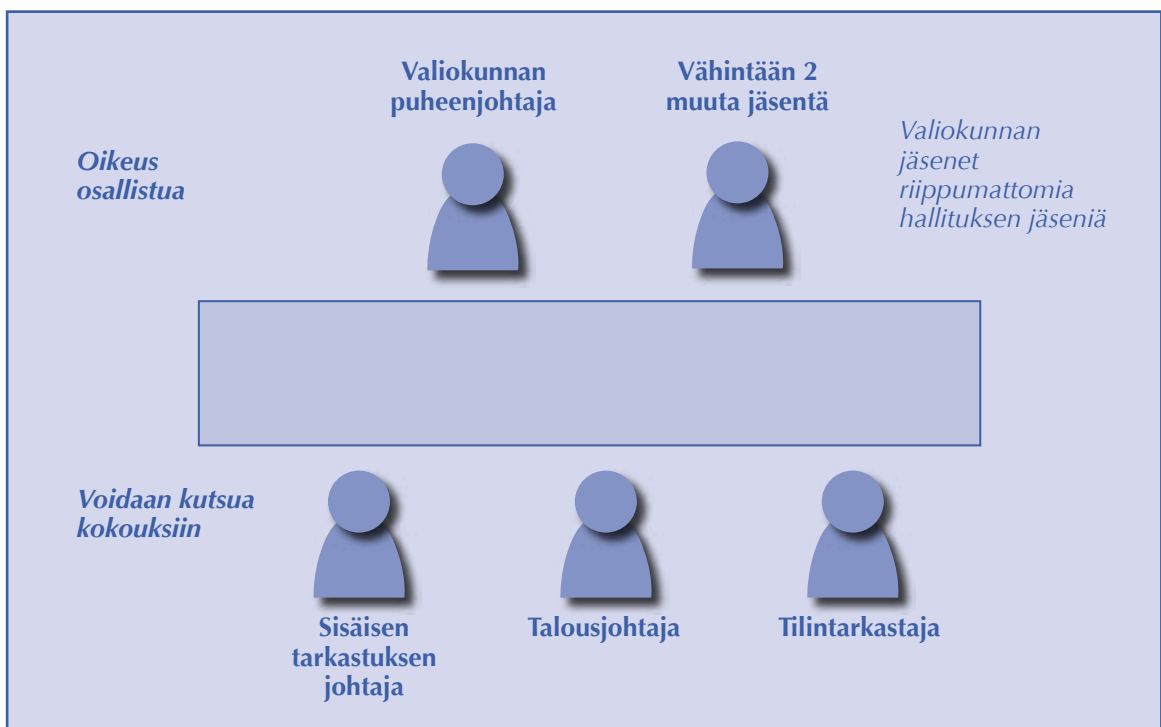 Valiokunnan
puheenjohtaja
Vähintään 2
muuta jäsentä
Oikeus
osallistua
Valiokunnan
jäsenet
riippumattomia
hallituksen jäseniä
Voidaan kutsua
kokouksiin
Sisäisen
tarkastuksen
johtaja
Talousjohtaja
Tilintarkastaja